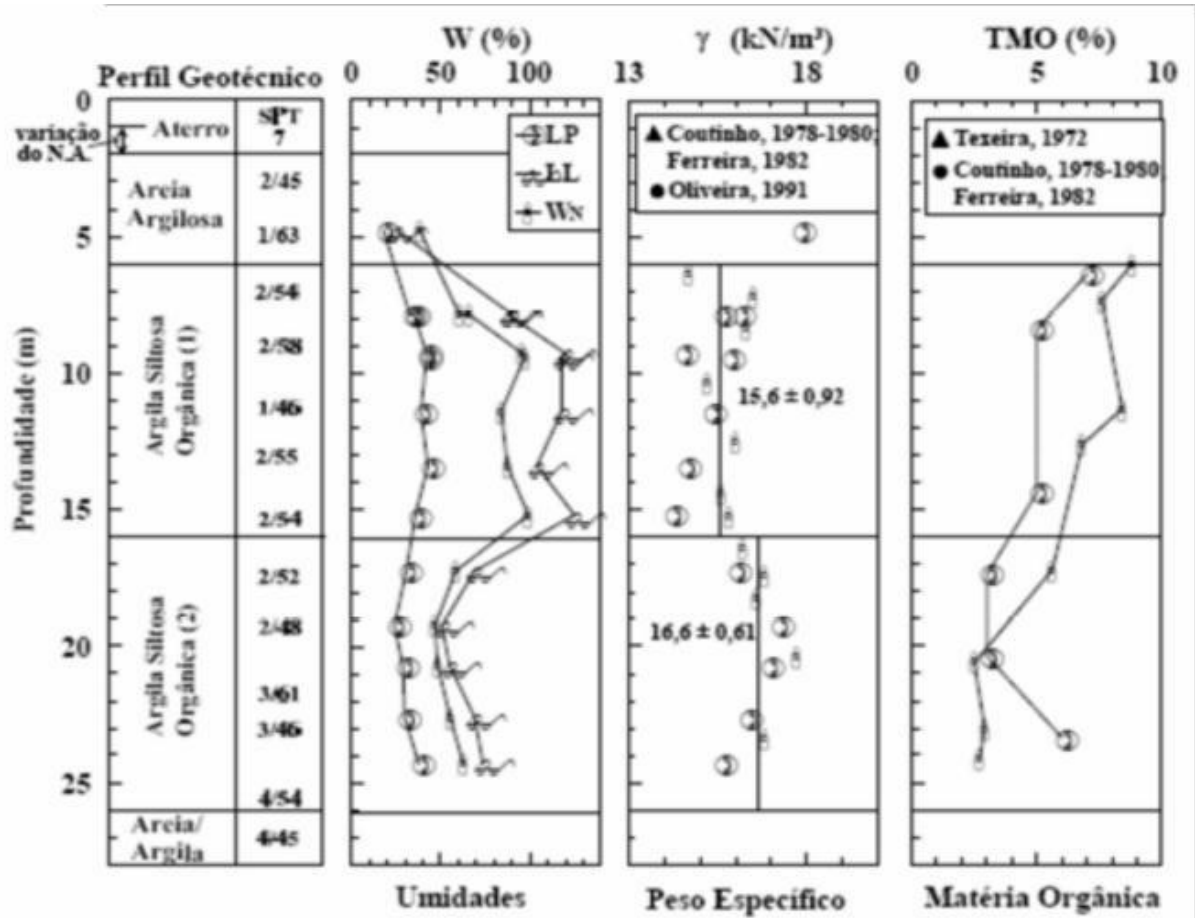 W (%)
γ (kN/m³)
TMO (%)
Perfil Geotécnico
0 50 100
13 18
0 5 10
0
5
10
15
20
25
Profundidade (m)
variação
do N.A.
Aterro
SPT
7
Areia
Argilosa
2/45
1/63
Argila Siltosa
Orgânica (1)
2/54
2/58
1/46
2/55
2/54
Argila Siltosa
Orgânica (2)
2/52
2/48
3/61
3/46
4/54
Areia/
Argila
4/45
LP
LL
WN
Coutinho, 1978-1980;
Ferreira, 1982
Oliveira, 1991
15,6 ± 0,92
16,6 ± 0,61
Texeira, 1972
Coutinho, 1978-1980
Ferreira, 1982
Umidades
Peso Específico
Matéria Orgânica